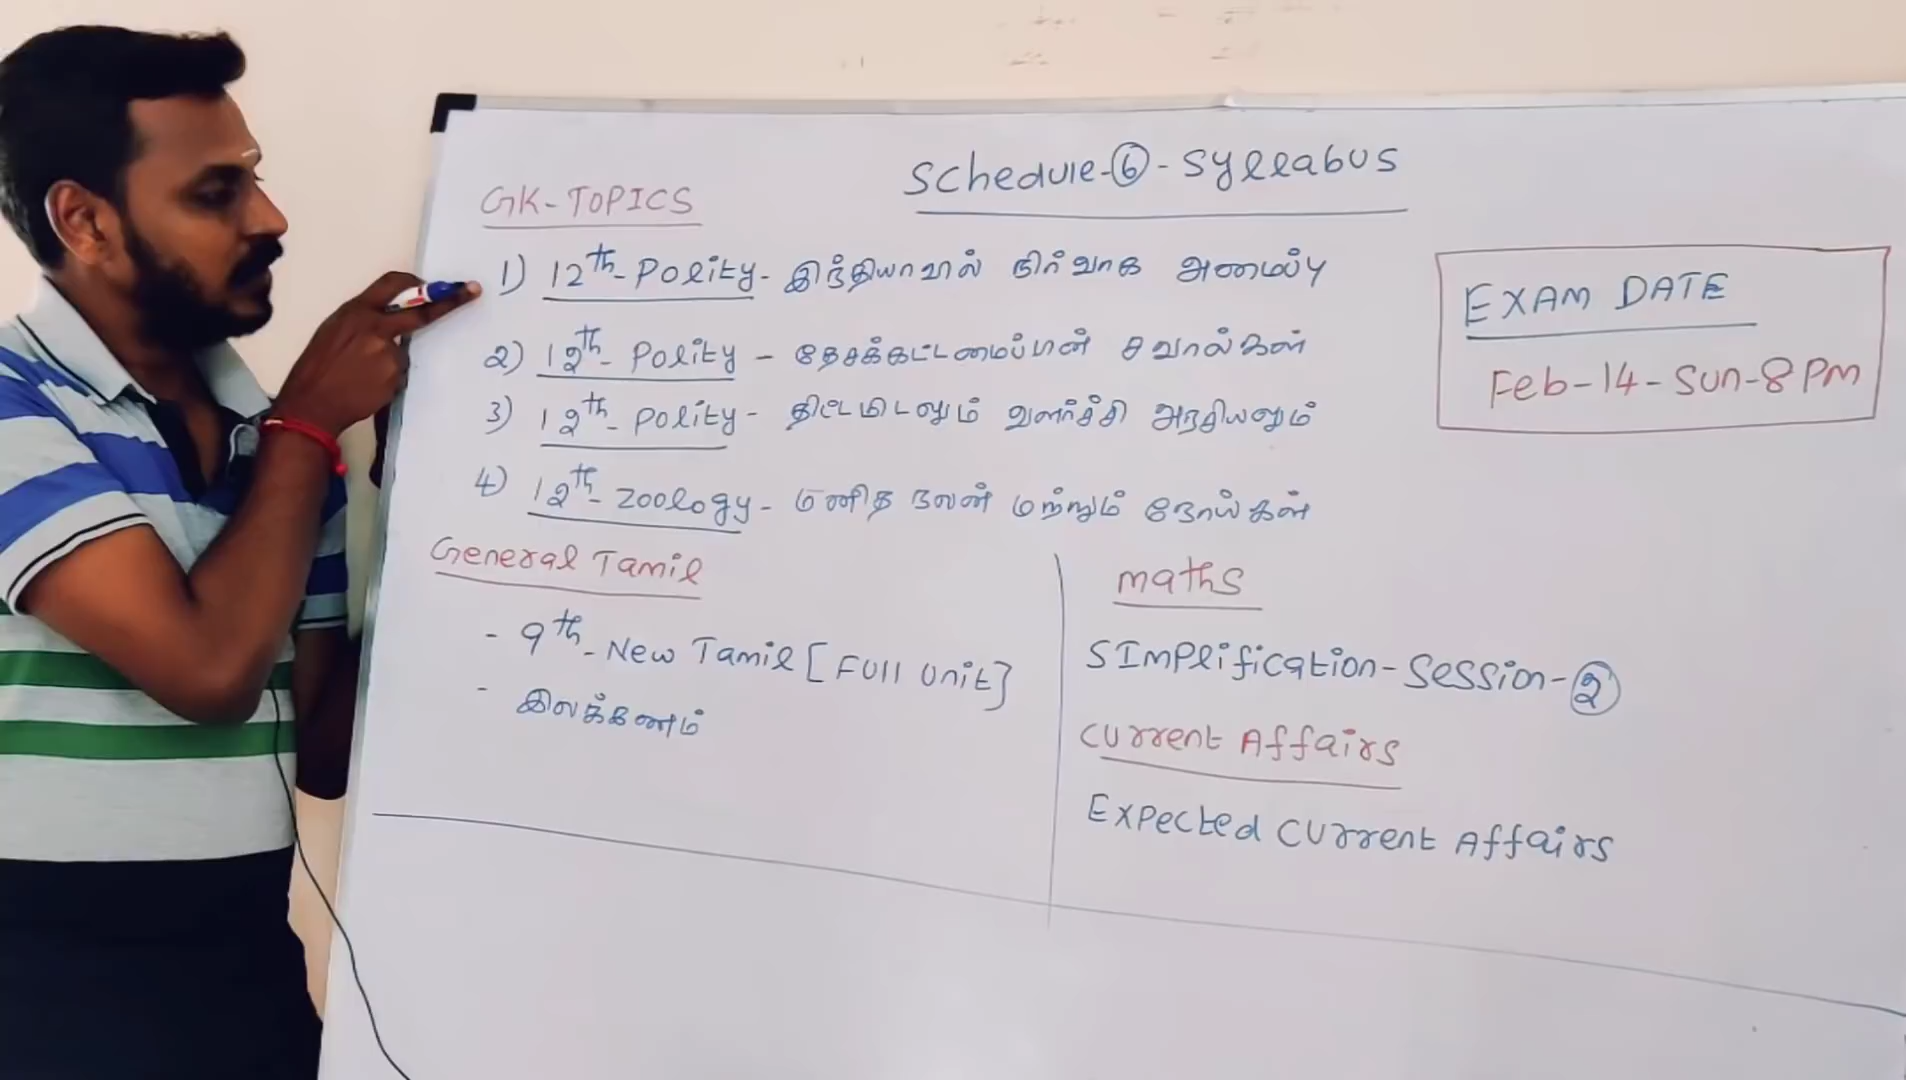 Schedule-6-Syllabus
GK-TOPICS
1) 12th-Polity- இந்தியாவில் நிர்வாக அமைப்பு
2) 12th-Polity - தேசக்கட்டமைப்பின் சவால்கள்
3) 12th-Polity- திட்டமிடலும் வளர்ச்சி அரசியலும்
4) 12th-Zoology- மனித நலன் மற்றும் நோய்கள்
EXAM DATE
Feb-14-Sun-8PM
General Tamil
- 9th-New Tamil [Full Unit]
- இலக்கணம்
maths
SImplification-Session-2
Current Affairs
Expected Current Affairs